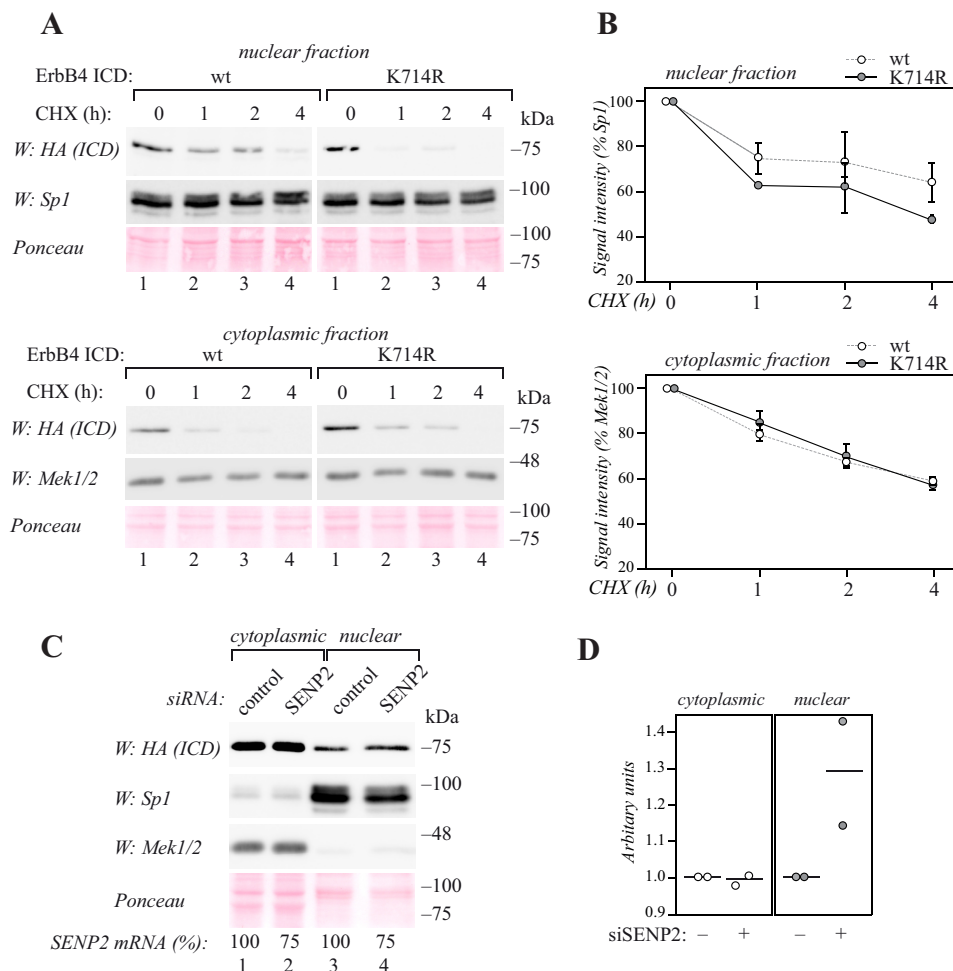 A
nuclear fraction
ErbB4 ICD: wt K714R
CHX (h): 0 1 2 4 0 1 2 4 kDa
W: HA (ICD) –75
W: Sp1 –100
Ponceau –100
–75
1 2 3 4 1 2 3 4
cytoplasmic fraction
ErbB4 ICD: wt K714R
CHX (h): 0 1 2 4 0 1 2 4 kDa
W: HA (ICD) –75
W: Mek1/2 –48
Ponceau –100
–75
1 2 3 4 1 2 3 4
B
wt
K714R
nuclear fraction
Signal intensity (% Sp1)
100
80
60
40
20
CHX (h) 0 1 2 4
wt
K714R
cytoplasmic fraction
Signal intensity (% Mek1/2)
100
80
60
40
20
CHX (h) 0 1 2 4
C
cytoplasmic nuclear
siRNA: control SENP2 control SENP2
kDa
W: HA (ICD) –75
W: Sp1 –100
W: Mek1/2 –48
Ponceau –100
–75
SENP2 mRNA (%): 100 75 100 75
1 2 3 4
D
cytoplasmic nuclear
Arbitary units
1.4
1.3
1.2
1.1
1.0
0.9
siSENP2: – + – +